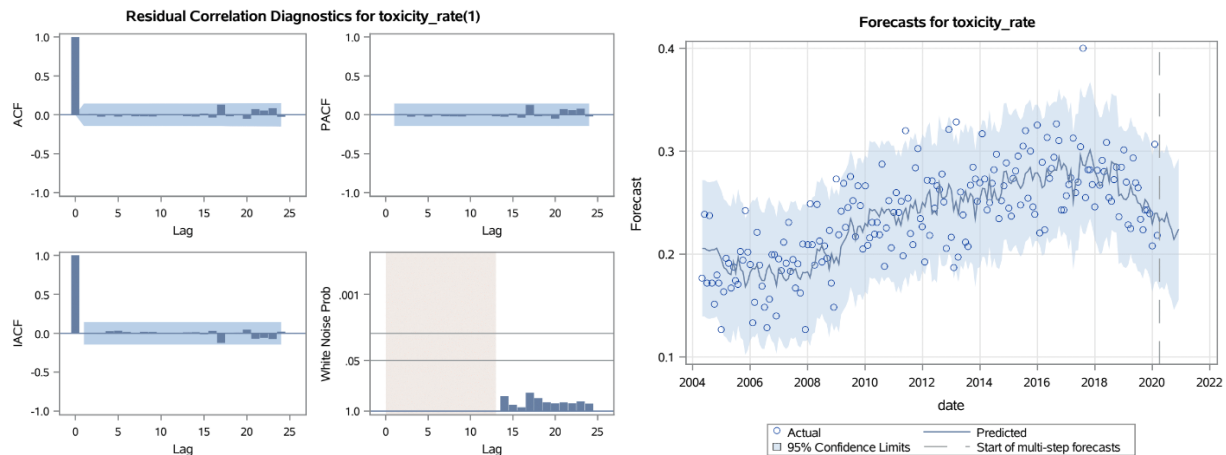 Residual Correlation Diagnostics for toxicity_rate(1)
1.0
0.5
0.0
-0.5
-1.0
ACF
0 5 10 15 20 25
Lag
1.0
0.5
0.0
-0.5
-1.0
PACF
0 5 10 15 20 25
Lag
1.0
0.5
0.0
-0.5
-1.0
IACF
0 5 10 15 20 25
Lag
.001
.05
1.0
White Noise Prob
0 5 10 15 20 25
Lag
Forecasts for toxicity_rate
0.4
0.3
0.2
0.1
Forecast
2004 2006 2008 2010 2012 2014 2016 2018 2020 2022
date
Actual Predicted
95% Confidence Limits Start of multi-step forecasts